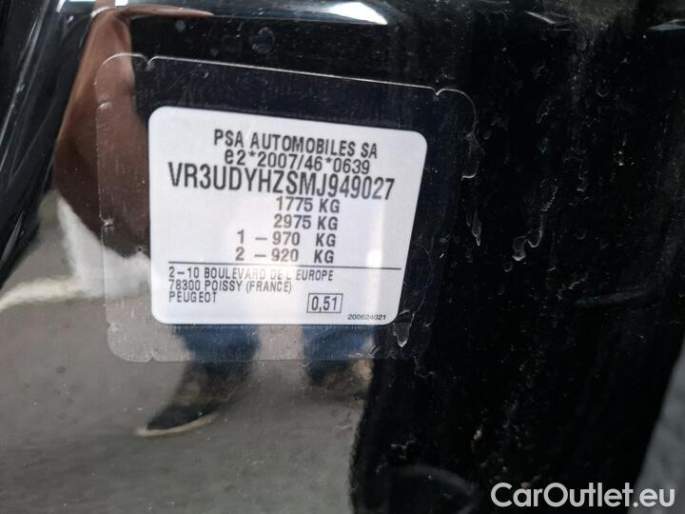 PSA AUTOMOBILES SA
e2*2007/46*0639
VR3UDYHZSMJ949027
1775 KG
2975 KG
1 – 970 KG
2 – 920 KG
2–10 BOULEVARD DE L'EUROPE
78300 POISSY (FRANCE)
PEUGEOT
0,51
200624021
CarOutlet.eu